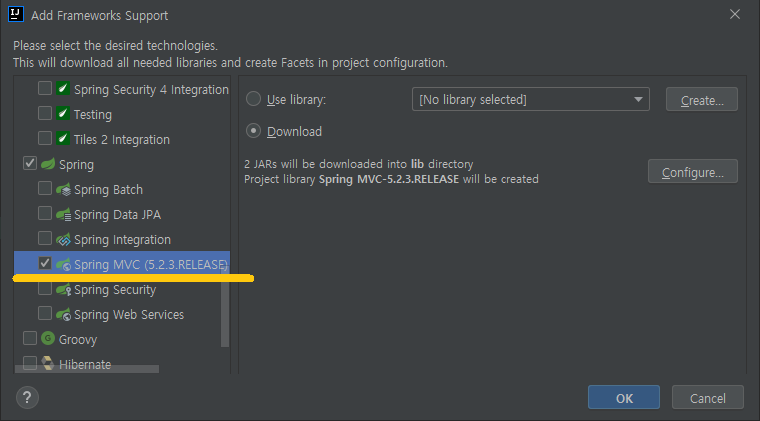 Add Frameworks Support
Please select the desired technologies.
This will download all needed libraries and create Facets in project configuration.
Spring Security 4 Integration
Testing
Tiles 2 Integration
Spring
Spring Batch
Spring Data JPA
Spring Integration
Spring MVC (5.2.3.RELEASE)
Spring Security
Spring Web Services
Groovy
Hibernate
Use library:
[No library selected]
Create...
Download
2 JARs will be downloaded into lib directory
Project library Spring MVC-5.2.3.RELEASE will be created
Configure...
?
OK
Cancel